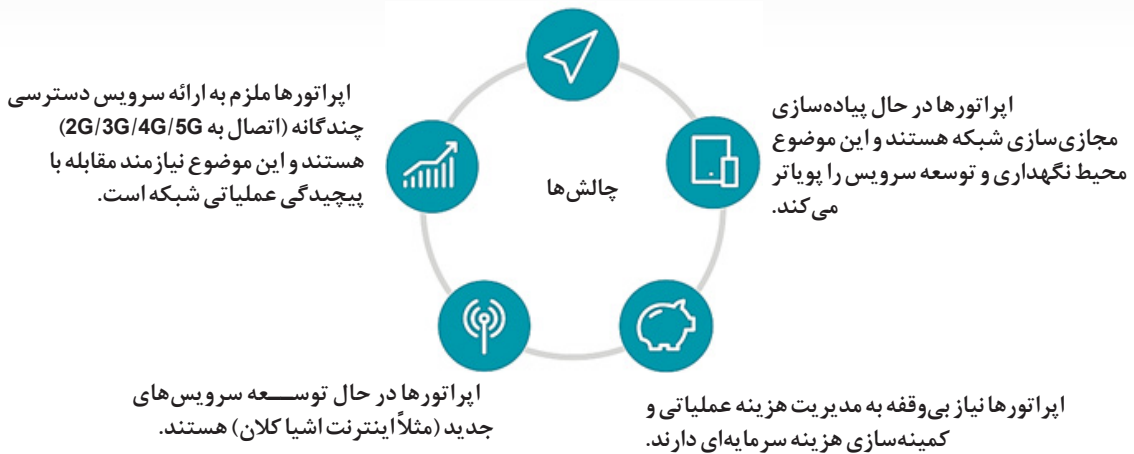 اپراتورها ملزم به ارائه سرویس دسترسی
چندگانه (اتصال به 2G/3G/4G/5G)
هستند و این موضوع نیازمند مقابله با
پیچیدگی عملیاتی شبکه است.
چالش‌ها
اپراتورها در حال پیاده‌سازی
مجازی‌سازی شبکه هستند و این موضوع
محیط نگهداری و توسعه سرویس را پویاتر
می‌کند.
اپراتورها در حال توسعه سرویس‌های
جدید (مثلاً اینترنت اشیا کلان) هستند.
اپراتورها نیاز بی‌وقفه به مدیریت هزینه عملیاتی و
کمینه‌سازی هزینه سرمایه‌ای دارند.